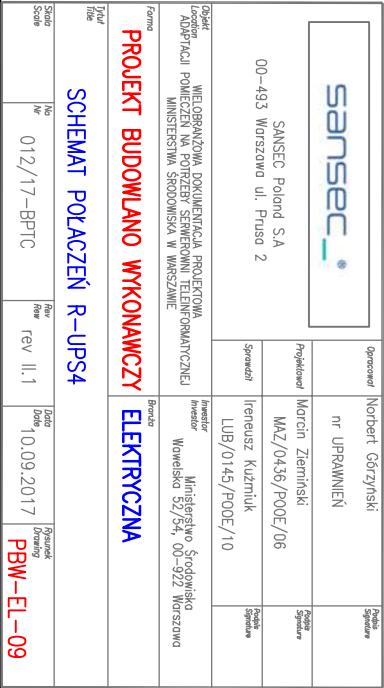 sansec_ ®
SANSEC Poland S.A
00-493 Warszawa ul. Prusa 2
Opracował
Norbert Górzyński
nr UPRAWNIEŃ
Podpis
Signature
Projektował
Marcin Ziemiński
MAZ/0436/POOE/06
Podpis
Signature
Sprawdził
Ireneusz Kuźmiuk
LUB/0145/POOE/10
Podpis
Signature
Objekt
Location
WIELOBRANŻOWA DOKUMENTACJA PROJEKTOWA
ADAPTACJI POMIECZEŃ NA POTRZEBY SERWEROWNI TELEINFORMATYCZNEJ
MINISTERSTWA ŚRODOWISKA W WARSZAWIE
Inwestor
Investor
Ministerstwo Środowiska
Wawelska 52/54, 00-922 Warszawa
Forma
PROJEKT BUDOWLANO WYKONAWCZY
Branża
ELEKTRYCZNA
Tytuł
Title
SCHEMAT POŁACZEŃ R-UPS4
Skala
Scale
No
Nr
012/17-BPTC
Rev
Rew
rev II.1
Data
Date
10.09.2017
Rysunek
Drawing
PBW-EL-09